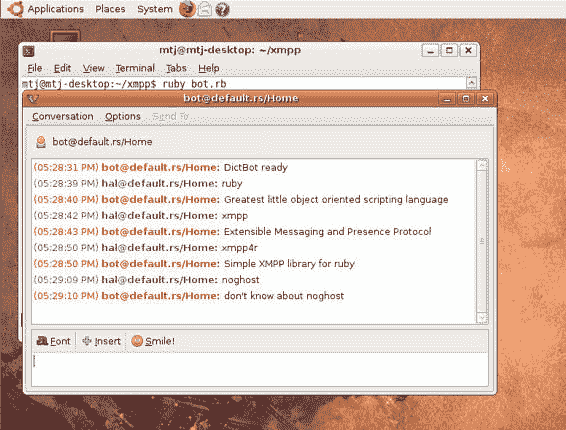 Applications Places System
mtj@mtj-desktop: ~/xmpp
File Edit View Terminal Tabs Help
mtj@mtj-desktop:~/xmpp$ ruby bot.rb
bot@default.rs/Home
Conversation Options Send To
bot@default.rs/Home
(05:28:31 PM) bot@default.rs/Home: DictBot ready
(05:28:39 PM) hal@default.rs/Home: ruby
(05:28:40 PM) bot@default.rs/Home: Greatest little object oriented scripting language
(05:28:42 PM) hal@default.rs/Home: xmpp
(05:28:43 PM) bot@default.rs/Home: Extensible Messaging and Presence Protocol
(05:28:50 PM) hal@default.rs/Home: xmpp4r
(05:28:50 PM) bot@default.rs/Home: Simple XMPP library for ruby
(05:29:09 PM) hal@default.rs/Home: noghost
(05:29:10 PM) bot@default.rs/Home: don't know about noghost
Font Insert Smile!